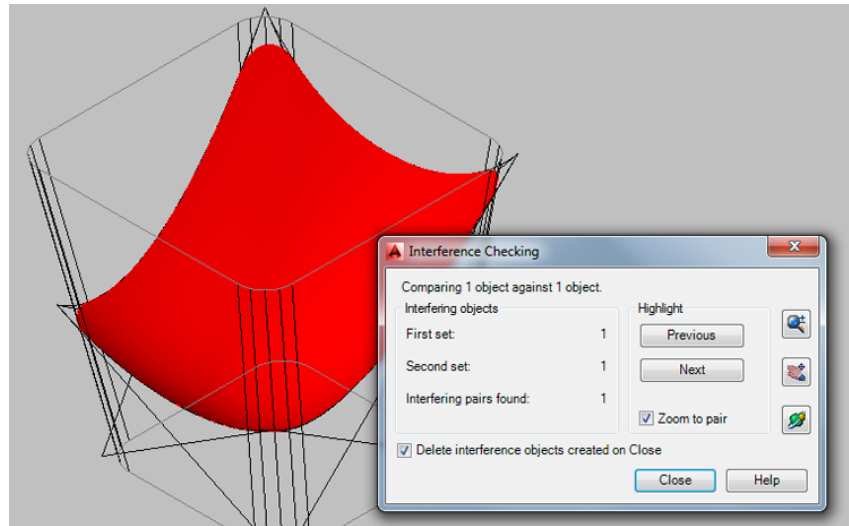 Interference Checking
Comparing 1 object against 1 object.
Interfering objects
First set: 1
Second set: 1
Interfering pairs found: 1
Highlight
Previous
Next
Zoom to pair
Delete interference objects created on Close
Close Help